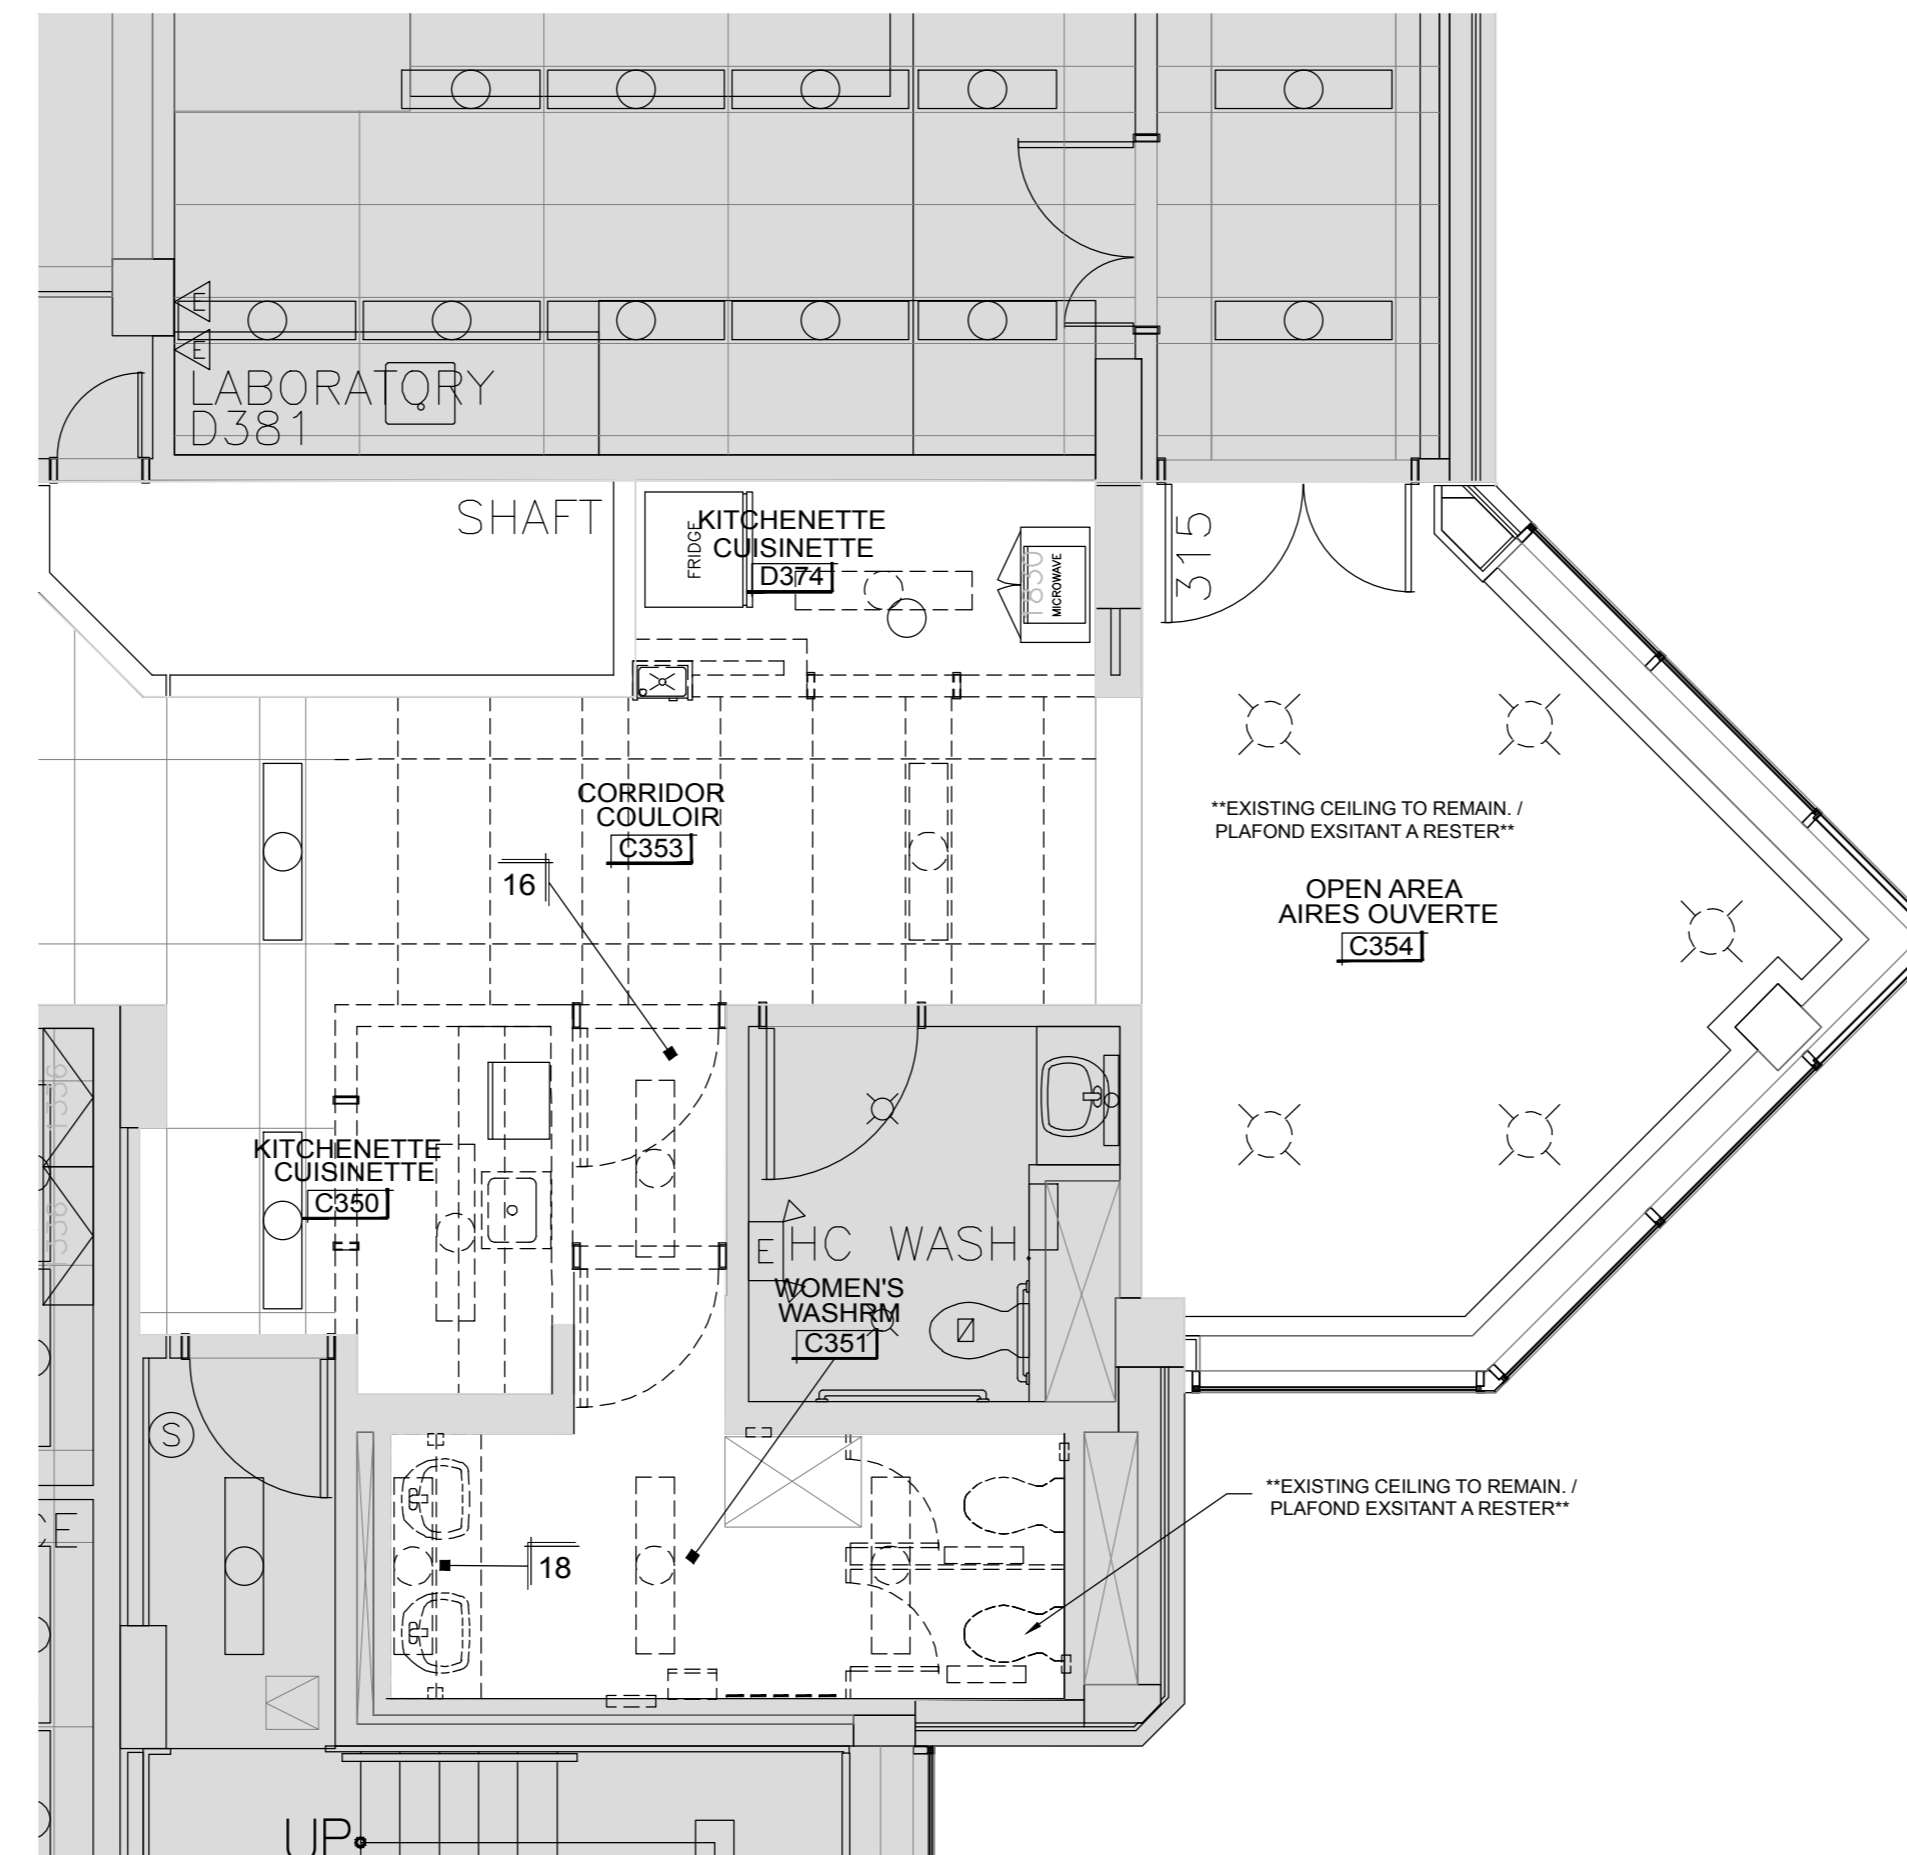 E
E
LABORATORY
D381
SHAFT
FRIDGE
KITCHENETTE
CUISINETTE
D374
1830
MICROWAVE
315
CORRIDOR
COULOIR
C353
16
**EXISTING CEILING TO REMAIN. /
PLAFOND EXSITANT A RESTER**
OPEN AREA
AIRES OUVERTE
C354
KITCHENETTE
CUISINETTE
C350
E
HC WASH.
WOMEN'S
WASHRM
C351
S
18
**EXISTING CEILING TO REMAIN. /
PLAFOND EXSITANT A RESTER**
CE
UP